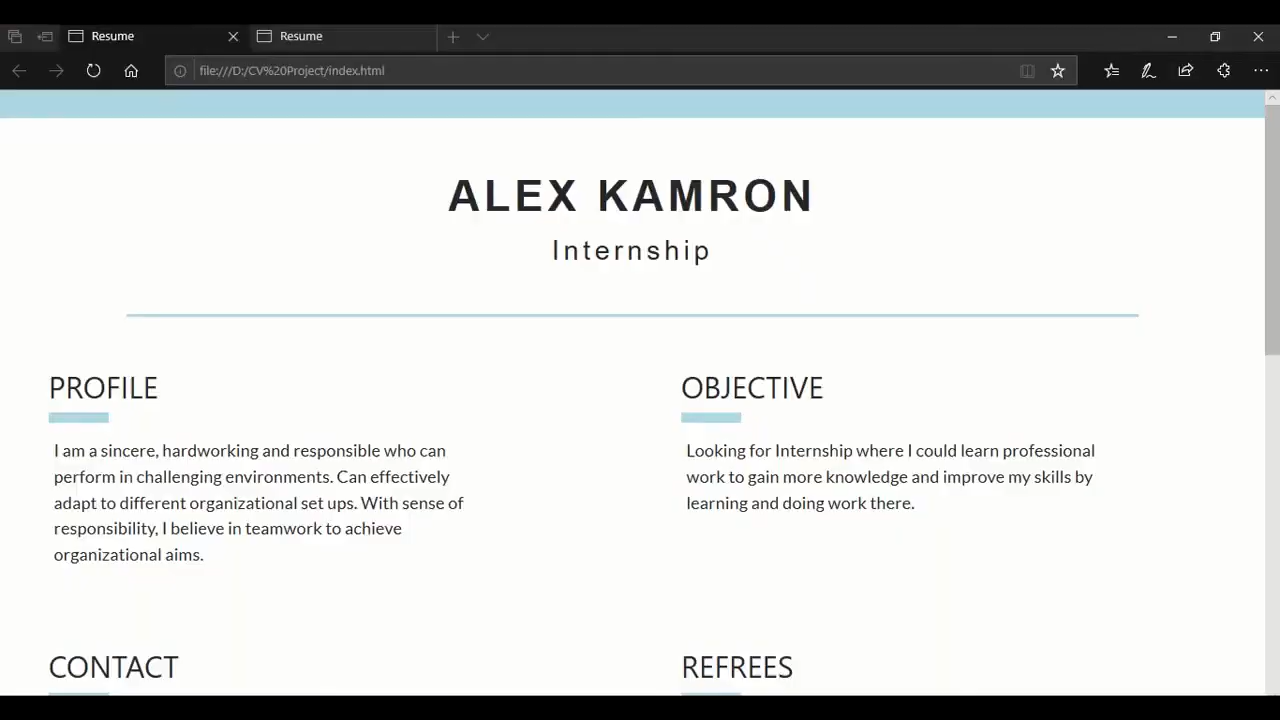 Resume
Resume
file:///D:/CV%20Project/index.html
ALEX KAMRON
Internship
PROFILE
I am a sincere, hardworking and responsible who can
perform in challenging environments. Can effectively
adapt to different organizational set ups. With sense of
responsibility, I believe in teamwork to achieve
organizational aims.
OBJECTIVE
Looking for Internship where I could learn professional
work to gain more knowledge and improve my skills by
learning and doing work there.
CONTACT
REFREES